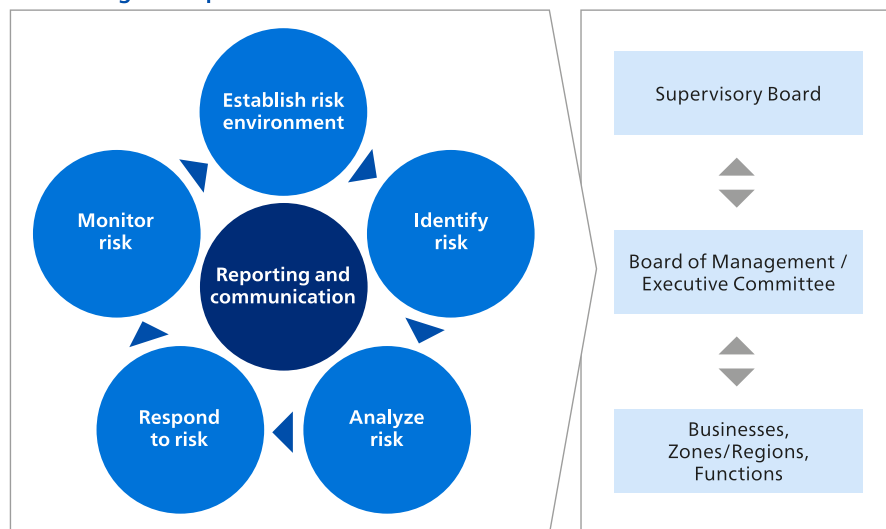 Establish risk
environment
Identify
risk
Analyze
risk
Respond
to risk
Monitor
risk
Reporting and
communication
Supervisory Board
Board of Management /
Executive Committee
Businesses,
Zones/Regions,
Functions